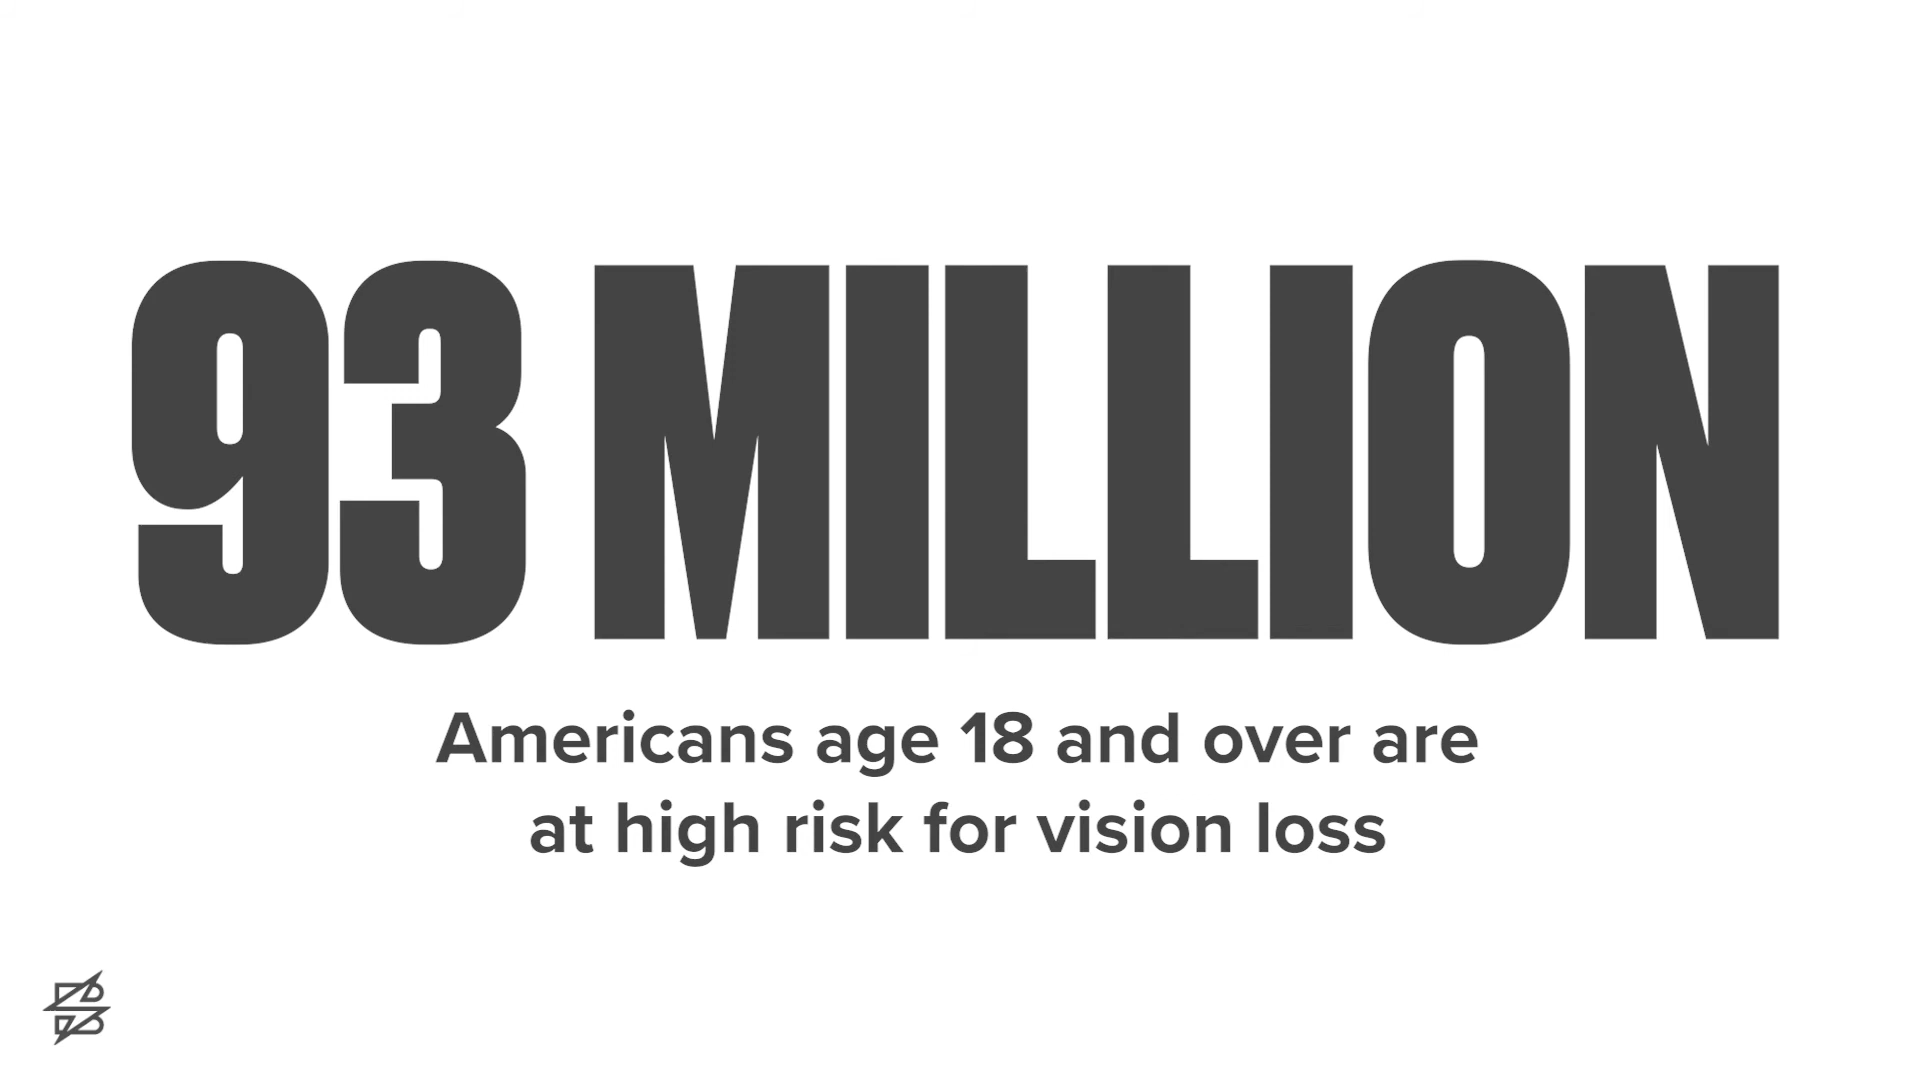 93 MILLION
Americans age 18 and over are
at high risk for vision loss